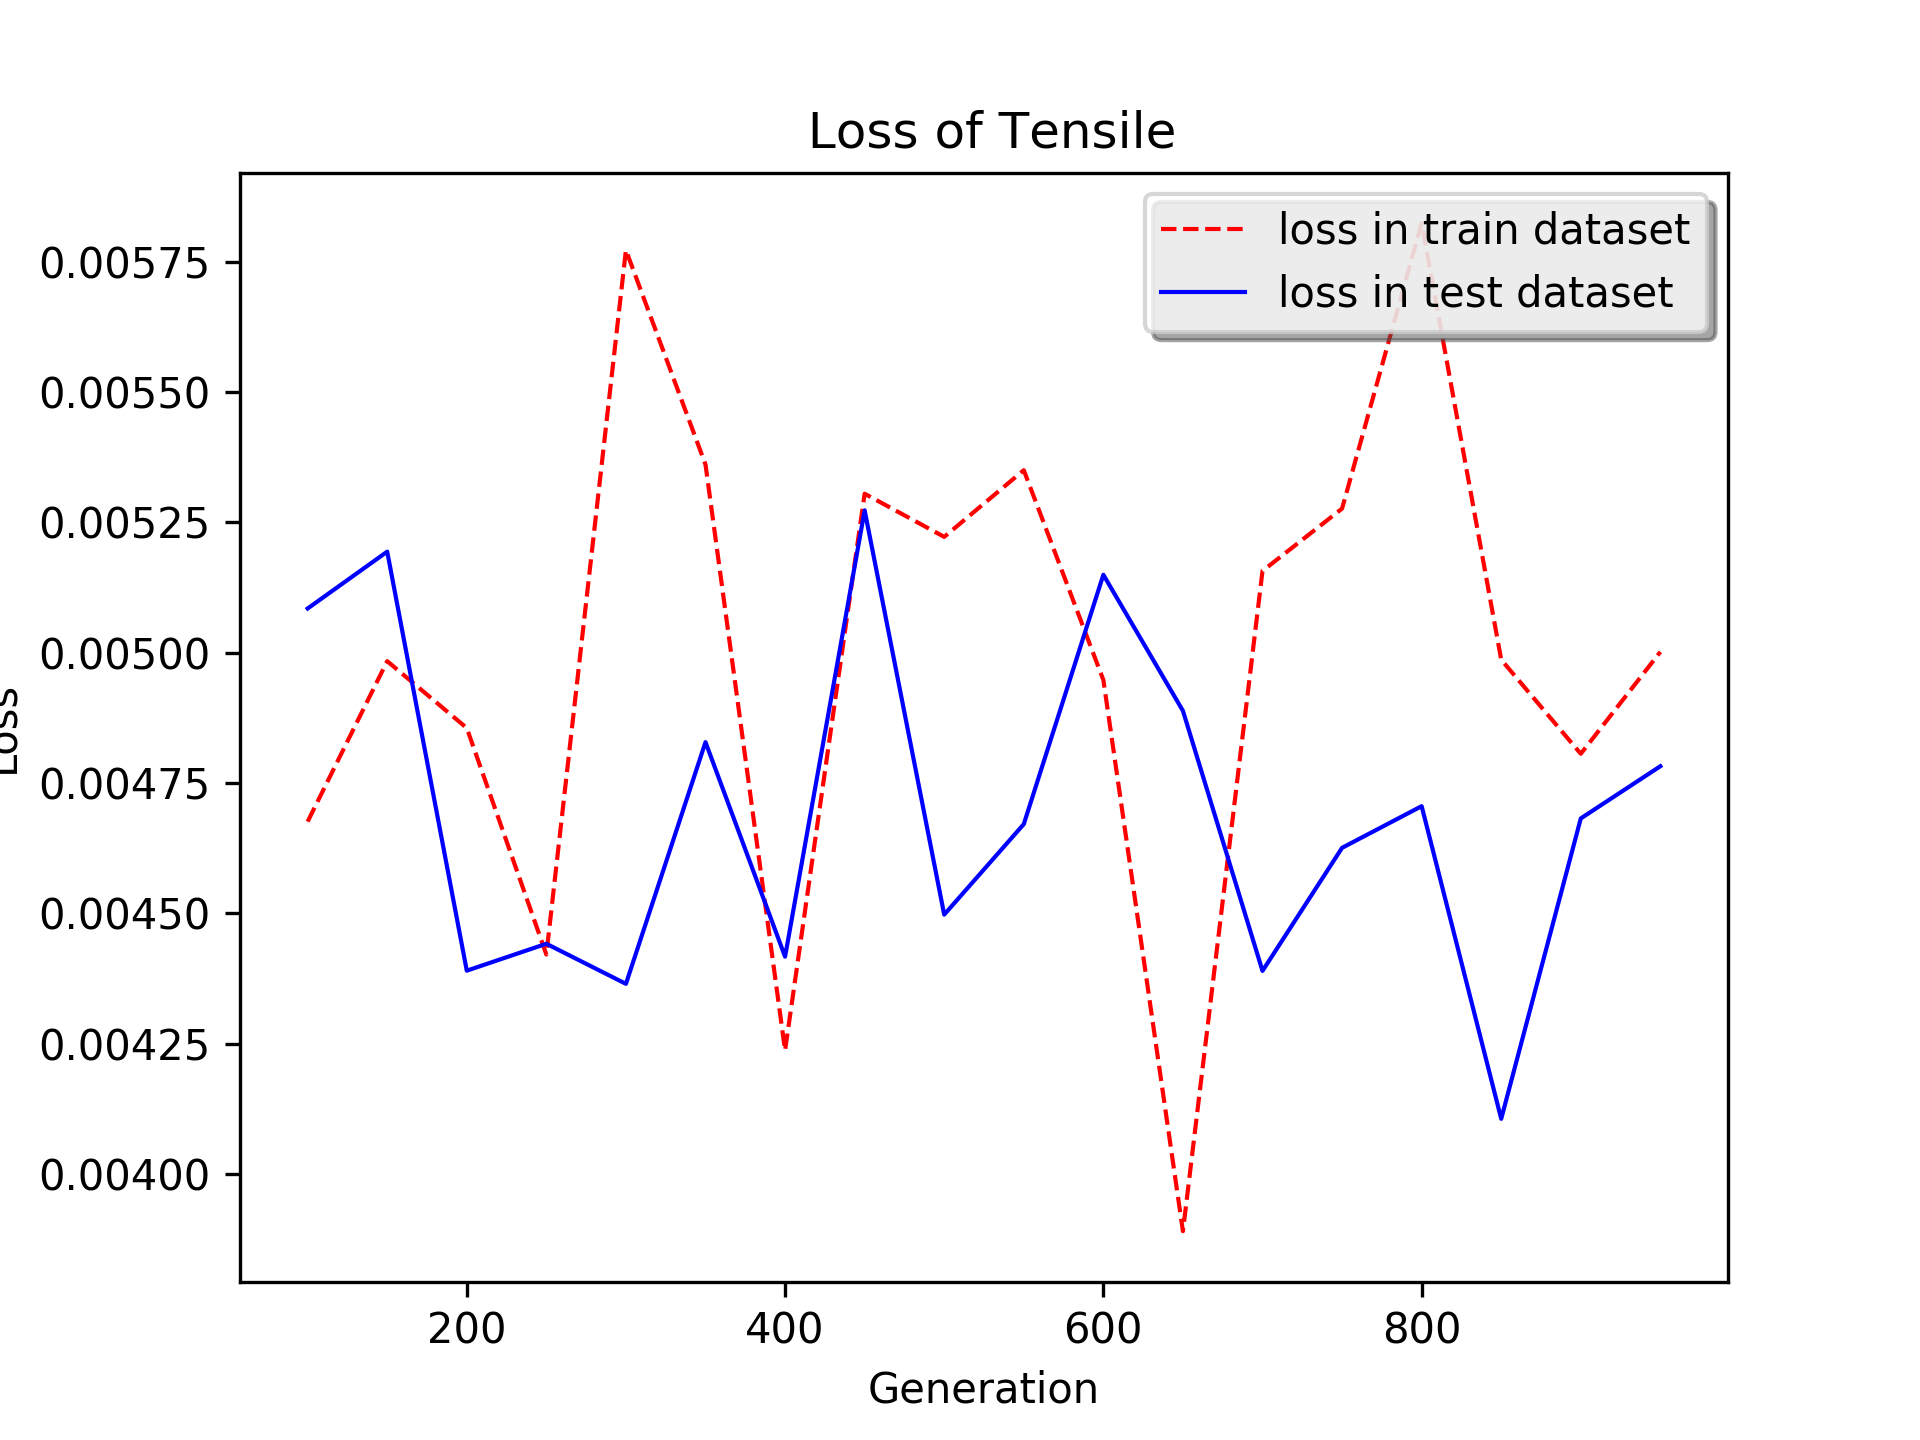 Loss of Tensile
loss in train dataset
loss in test dataset
0.00575
0.00550
0.00525
0.00500
0.00475
0.00450
0.00425
0.00400
Loss
200 400 600 800
Generation